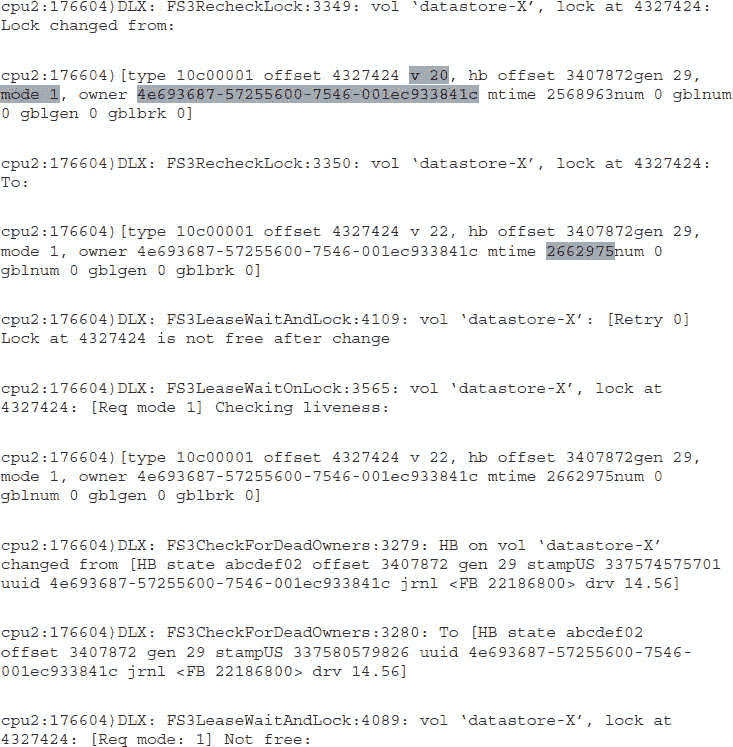 cpu2:176604)DLX: FS3RecheckLock:3349: vol ‘datastore-X’, lock at 4327424:
Lock changed from:
cpu2:176604)[type 10c00001 offset 4327424 v 20, hb offset 3407872gen 29,
mode 1, owner 4e693687-57255600-7546-001ec933841c mtime 2568963num 0 gblnum
0 gblgen 0 gblbrk 0]
cpu2:176604)DLX: FS3RecheckLock:3350: vol ‘datastore-X’, lock at 4327424:
To:
cpu2:176604)[type 10c00001 offset 4327424 v 22, hb offset 3407872gen 29,
mode 1, owner 4e693687-57255600-7546-001ec933841c mtime 2662975num 0
gblnum 0 gblgen 0 gblbrk 0]
cpu2:176604)DLX: FS3LeaseWaitAndLock:4109: vol ‘datastore-X’: [Retry 0]
Lock at 4327424 is not free after change
cpu2:176604)DLX: FS3LeaseWaitOnLock:3565: vol ‘datastore-X’, lock at
4327424: [Req mode 1] Checking liveness:
cpu2:176604)[type 10c00001 offset 4327424 v 22, hb offset 3407872gen 29,
mode 1, owner 4e693687-57255600-7546-001ec933841c mtime 2662975num 0
gblnum 0 gblgen 0 gblbrk 0]
cpu2:176604)DLX: FS3CheckForDeadOwners:3279: HB on vol ‘datastore-X’
changed from [HB state abcdef02 offset 3407872 gen 29 stampUS 337574575701
uuid 4e693687-57255600-7546-001ec933841c jrnl <FB 22186800> drv 14.56]
cpu2:176604)DLX: FS3CheckForDeadOwners:3280: To [HB state abcdef02
offset 3407872 gen 29 stampUS 337580579826 uuid 4e693687-57255600-7546-
001ec933841c jrnl <FB 22186800> drv 14.56]
cpu2:176604)DLX: FS3LeaseWaitAndLock:4089: vol ‘datastore-X’, lock at
4327424: [Req mode: 1] Not free: